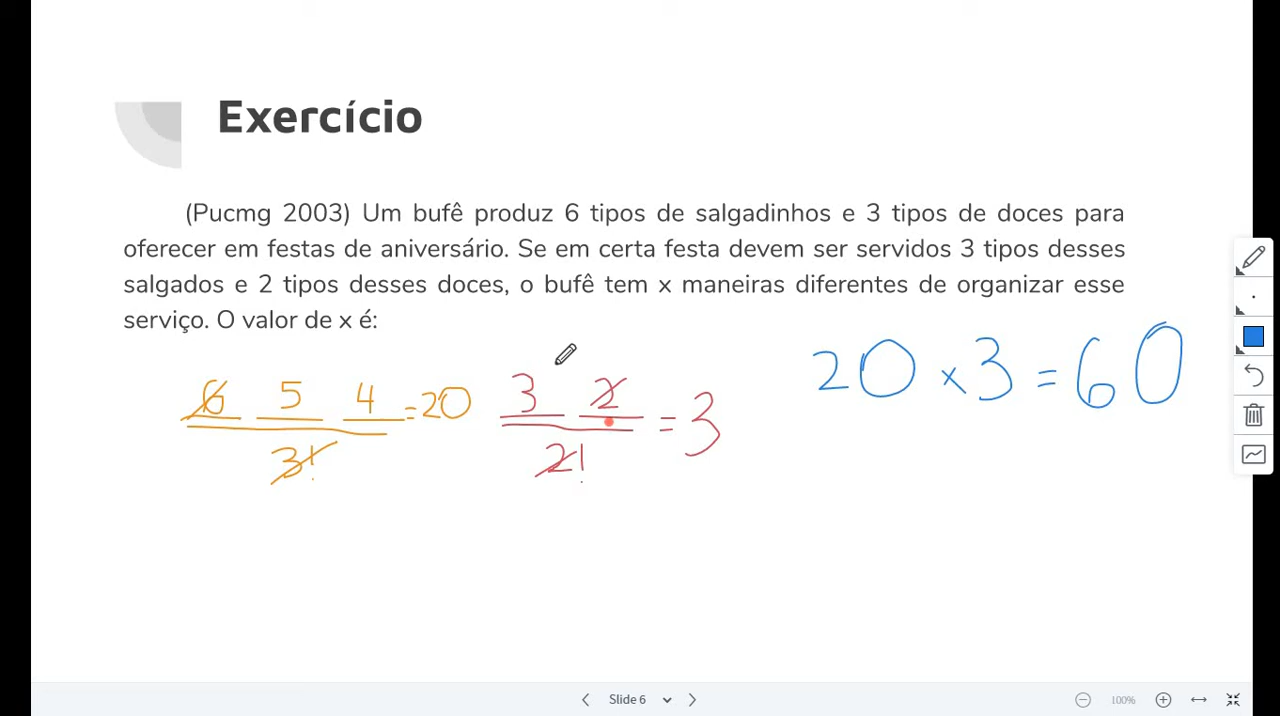 Exercício
(Pucmg 2003) Um bufê produz 6 tipos de salgadinhos e 3 tipos de doces para
oferecer em festas de aniversário. Se em certa festa devem ser servidos 3 tipos desses
salgados e 2 tipos desses doces, o bufê tem x maneiras diferentes de organizar esse
serviço. O valor de x é:
6 5 4 =20
3!
3 2 = 3
2!
20 x 3 = 60
Slide 6
100%